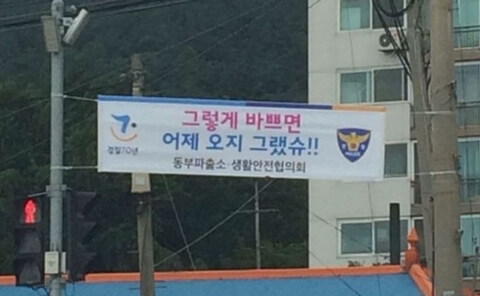 그렇게 바쁘면
어제 오지 그랬슈!!
경찰70년
동부파출소·생활안전협의회